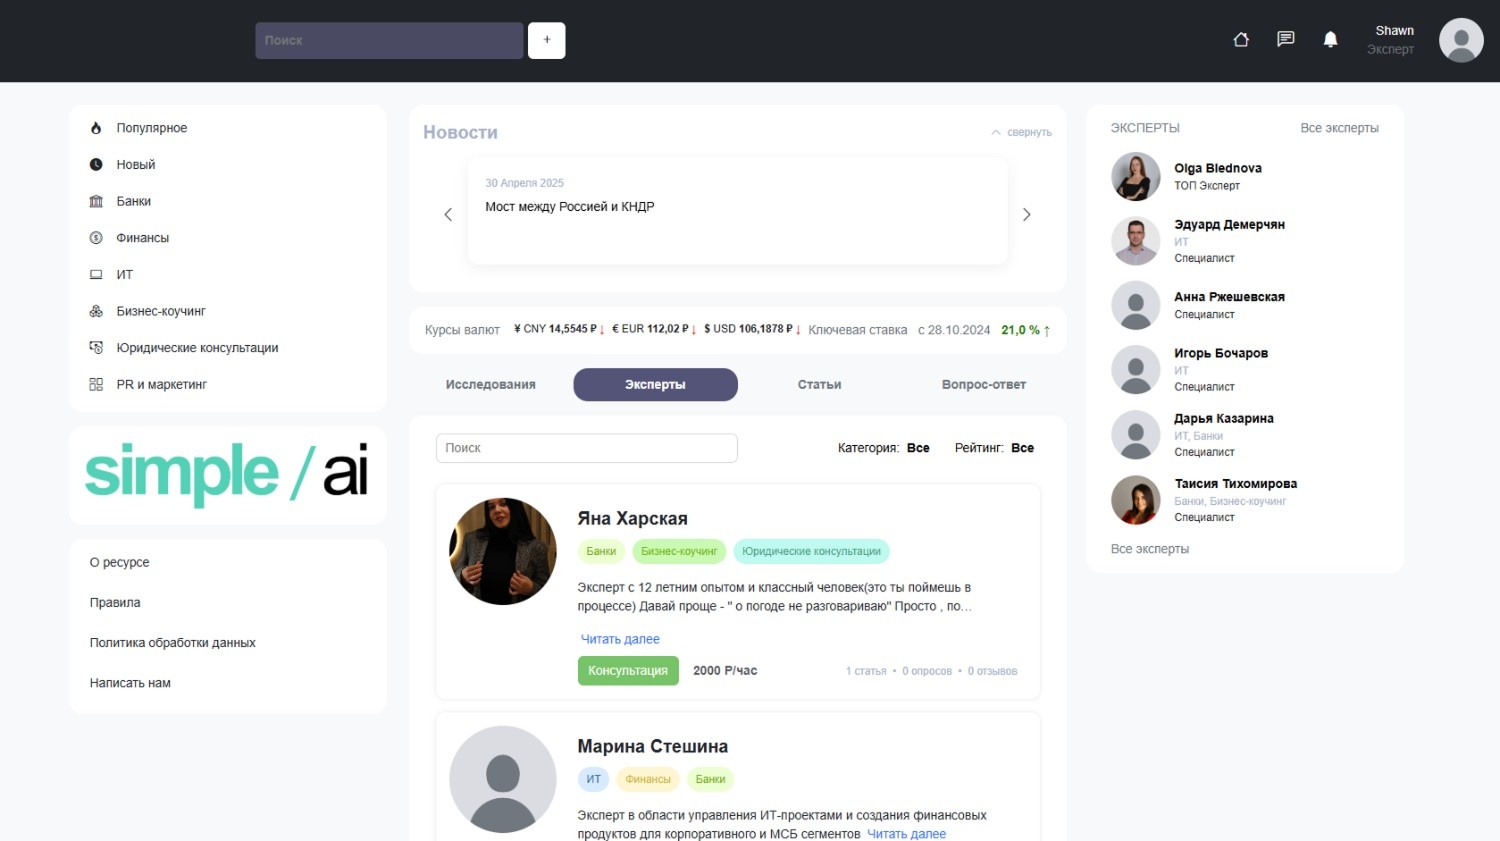 Поиск
+
Shawn
Эксперт
Популярное
Новый
Банки
Финансы
ИТ
Бизнес-коучинг
Юридические консультации
PR и маркетинг
simple / ai
О ресурсе
Правила
Политика обработки данных
Написать нам
Новости
свернуть
30 Апреля 2025
Мост между Россией и КНДР
Курсы валют ¥ CNY 14,5545 ₽ ↓ € EUR 112,02 ₽ ↓ $ USD 106,1878 ₽ ↓ Ключевая ставка с 28.10.2024 21,0 % ↑
Исследования Эксперты Статьи Вопрос-ответ
Поиск Категория: Все Рейтинг: Все
Яна Харская
Банки Бизнес-коучинг Юридические консультации
Эксперт с 12 летним опытом и классный человек(это ты поймешь в
процессе) Давай проще - " о погоде не разговариваю" Просто , по...
Читать далее
Консультация 2000 Р/час 1 статья • 0 опросов • 0 отзывов
Марина Стешина
ИТ Финансы Банки
Эксперт в области управления ИТ-проектами и создания финансовых
продуктов для корпоративного и МСБ сегментов Читать далее
ЭКСПЕРТЫ Все эксперты
Olga Blednova
ТОП Эксперт
Эдуард Демерчян
ИТ
Специалист
Анна Ржешевская
Специалист
Игорь Бочаров
ИТ
Специалист
Дарья Казарина
ИТ, Банки
Специалист
Таисия Тихомирова
Банки, Бизнес-коучинг
Специалист
Все эксперты